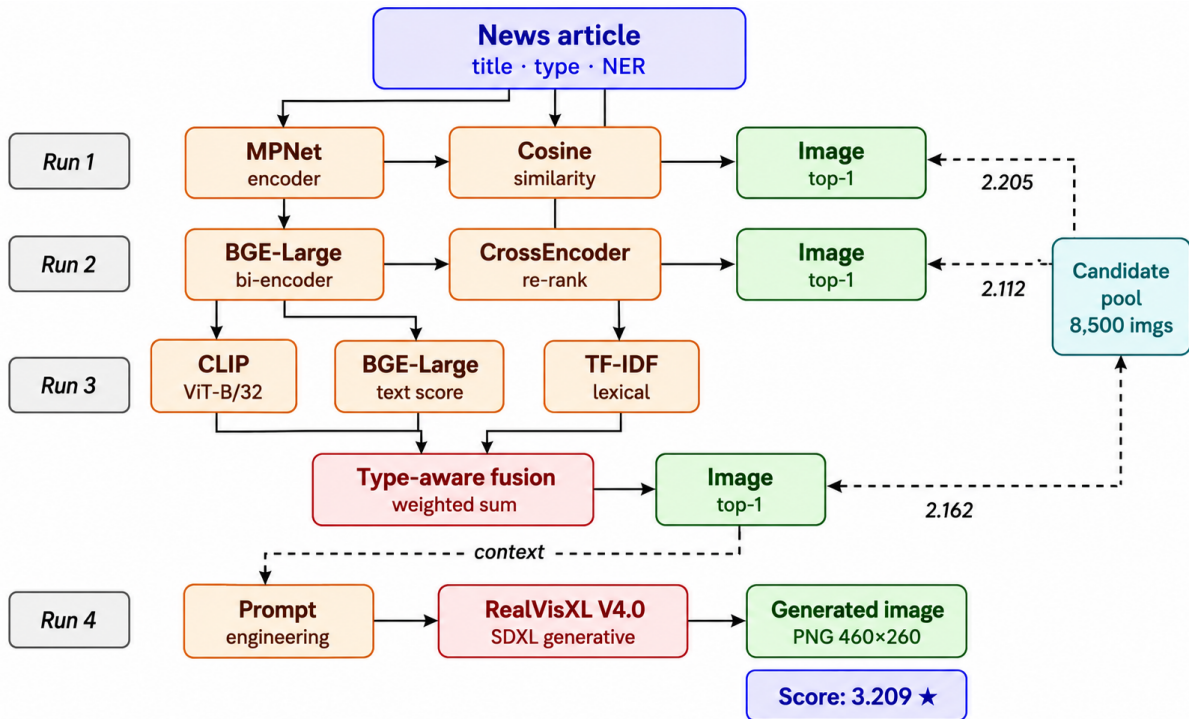 News article
title · type · NER
Run 1
MPNet
encoder
Cosine
similarity
Image
top-1
2.205
Run 2
BGE-Large
bi-encoder
CrossEncoder
re-rank
Image
top-1
2.112
Candidate
pool
8,500 imgs
Run 3
CLIP
ViT-B/32
BGE-Large
text score
TF-IDF
lexical
Type-aware fusion
weighted sum
Image
top-1
2.162
context
Run 4
Prompt
engineering
RealVisXL V4.0
SDXL generative
Generated image
PNG 460×260
Score: 3.209 ★